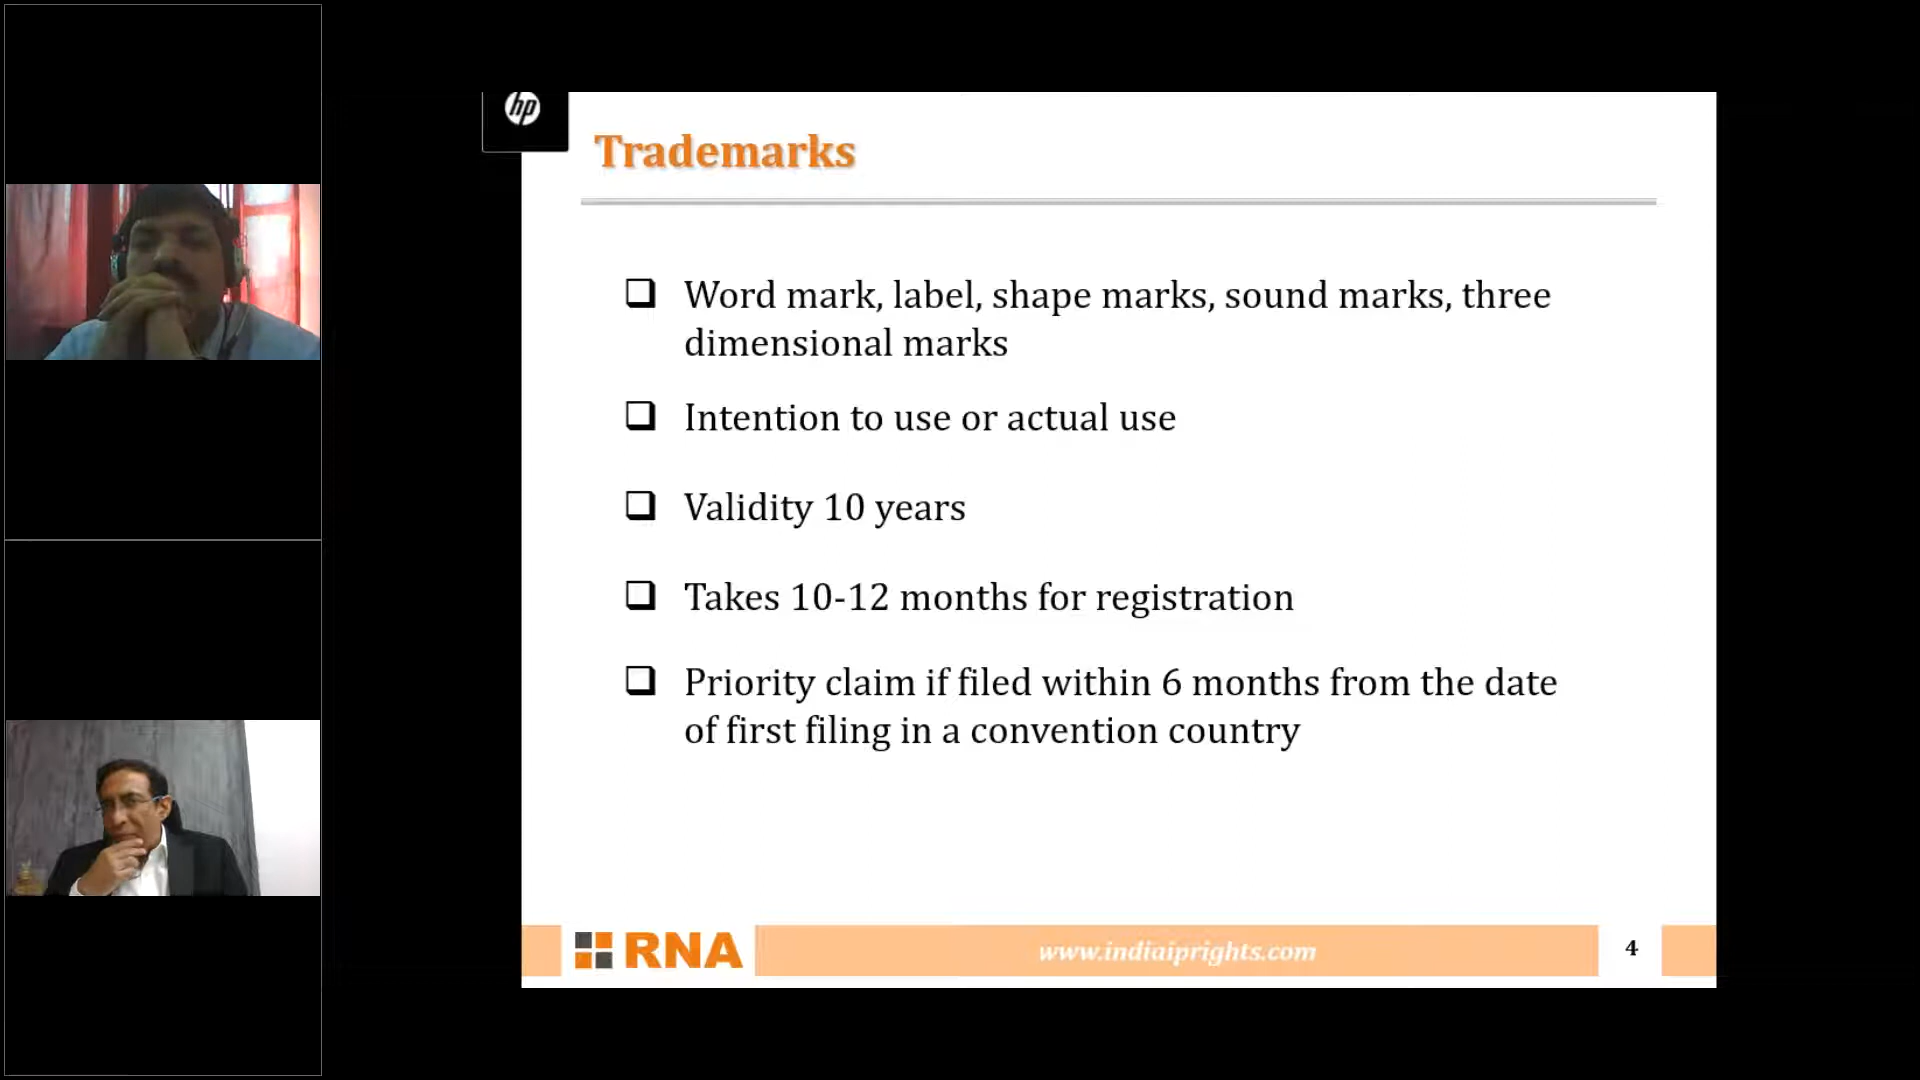 hp
Trademarks
Word mark, label, shape marks, sound marks, three
dimensional marks
Intention to use or actual use
Validity 10 years
Takes 10-12 months for registration
Priority claim if filed within 6 months from the date
of first filing in a convention country
RNA
www.indiaiprights.com
4